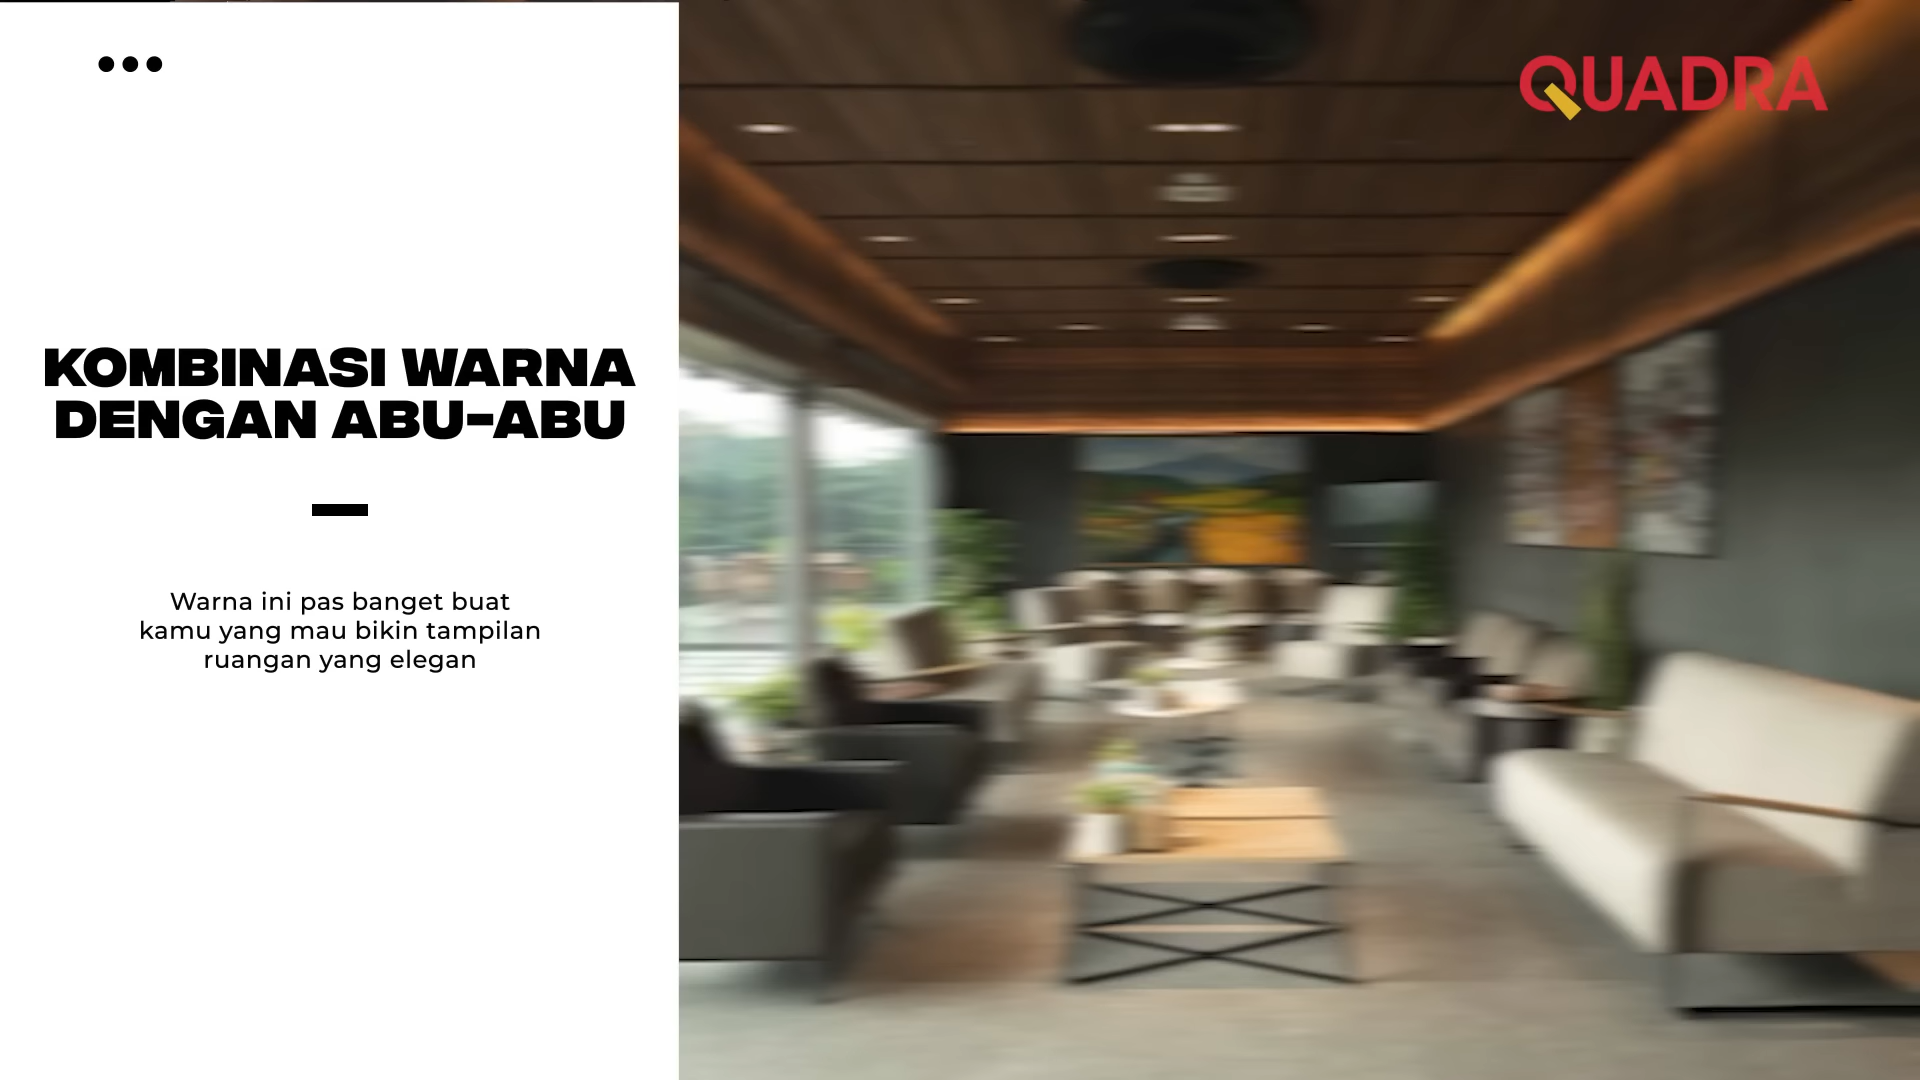 QUADRA
KOMBINASI WARNA
DENGAN ABU-ABU
Warna ini pas banget buat
kamu yang mau bikin tampilan
ruangan yang elegan